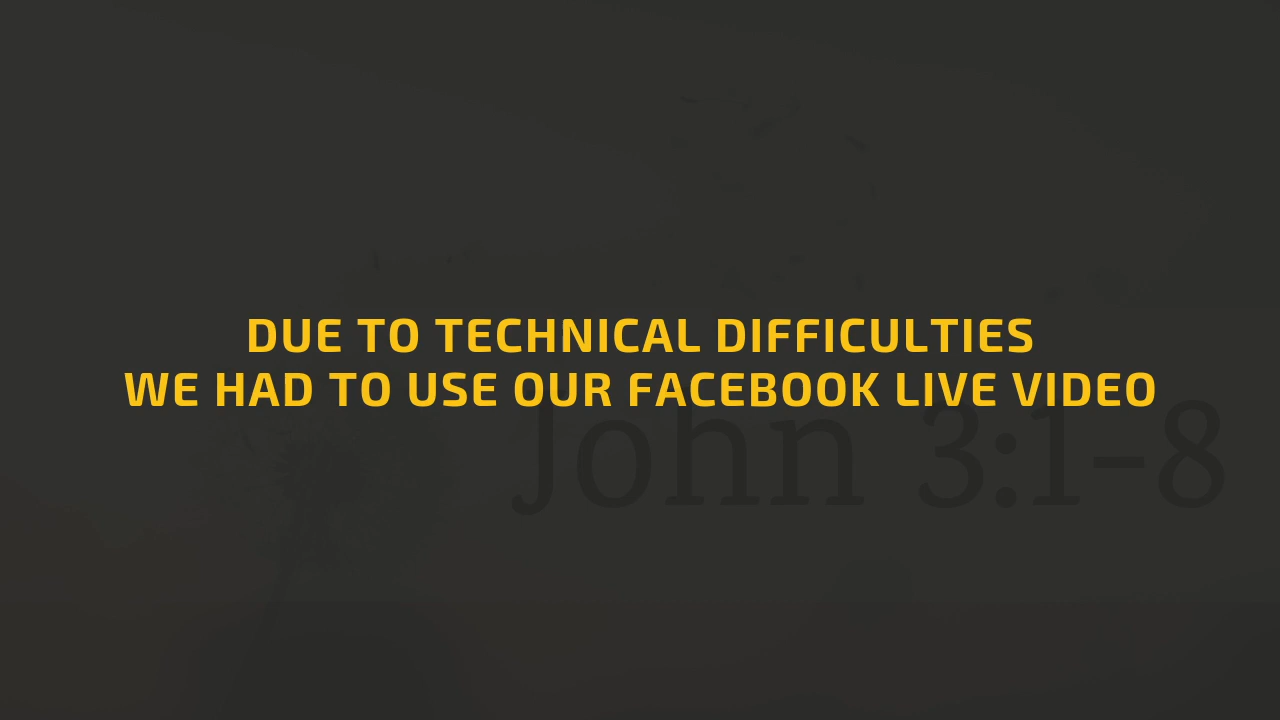 DUE TO TECHNICAL DIFFICULTIES
WE HAD TO USE OUR FACEBOOK LIVE VIDEO
John 3:1-8